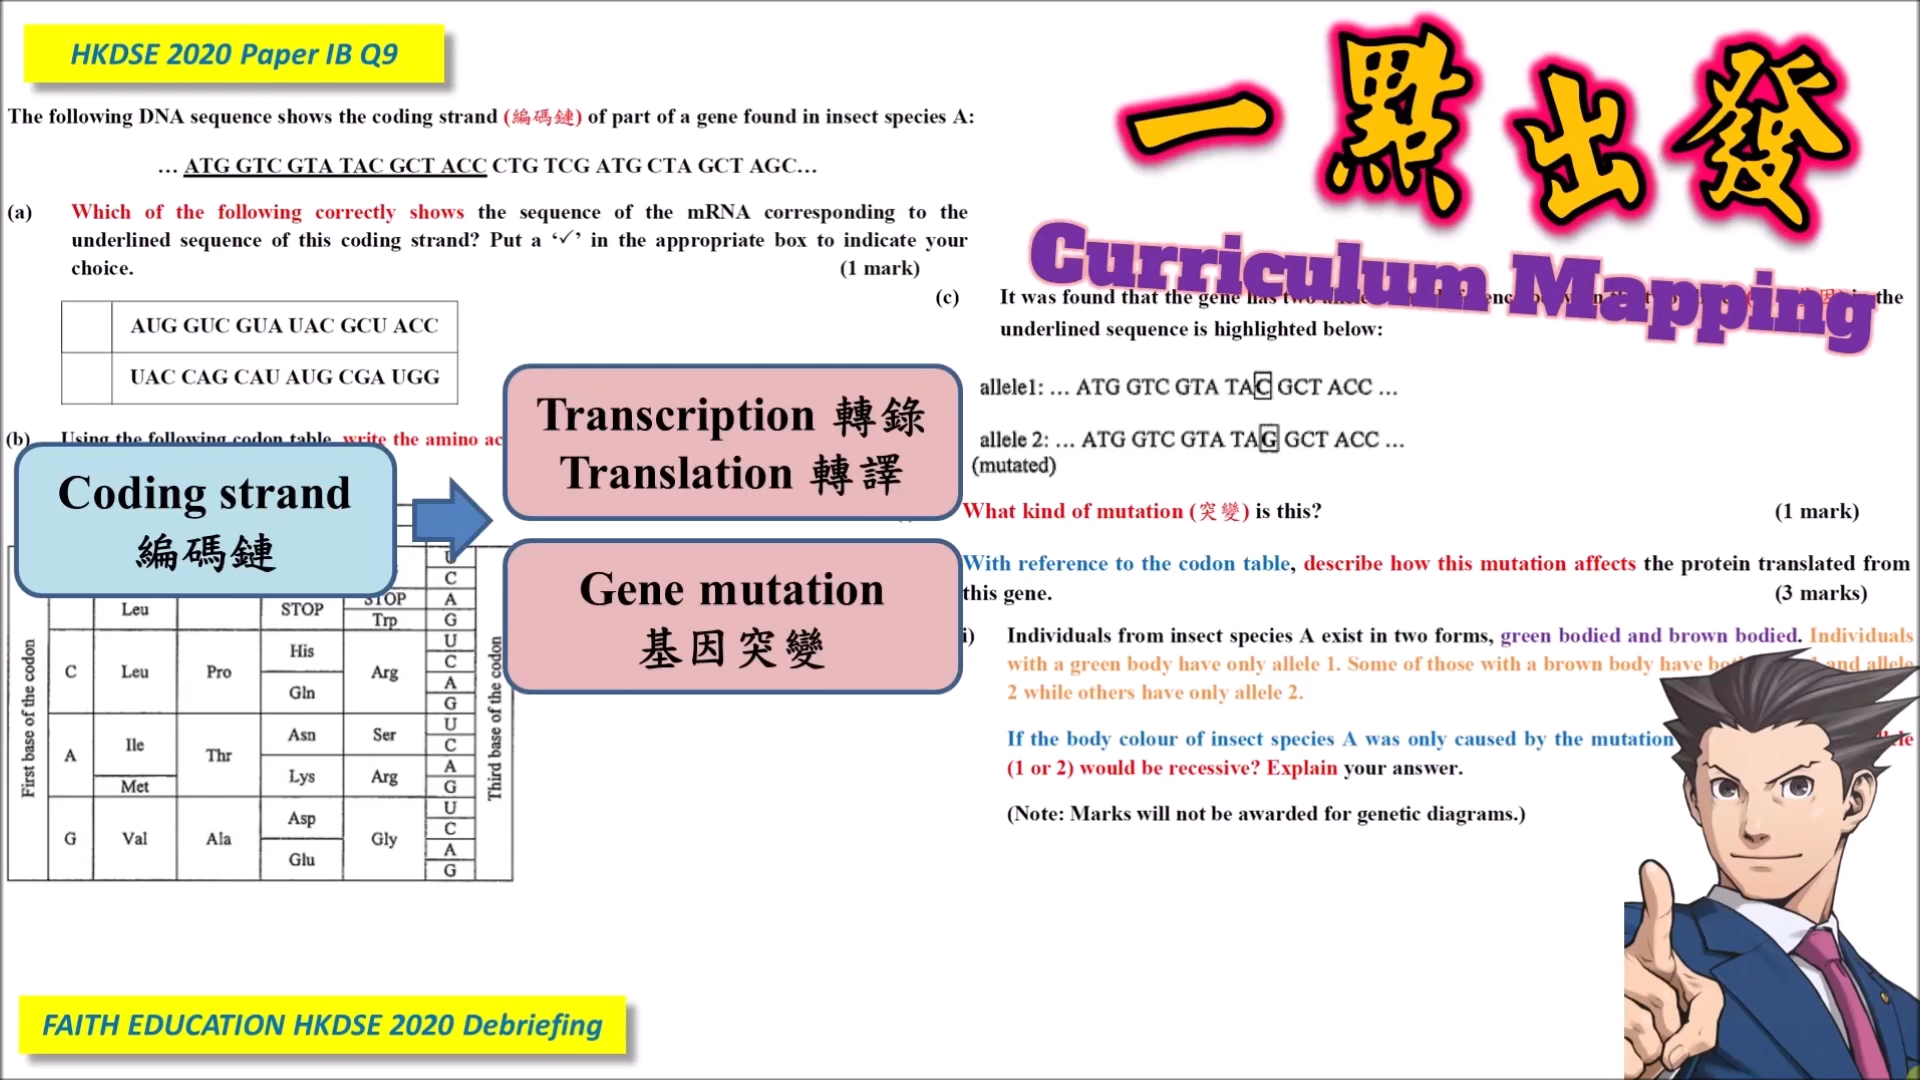 HKDSE 2020 Paper IB Q9
一點出發
Curriculum Mapping
The following DNA sequence shows the coding strand (編碼鏈) of part of a gene found in insect species A:
... ATG GTC GTA TAC GCT ACC CTG TCG ATG CTA GCT AGC...
(a) Which of the following correctly shows the sequence of the mRNA corresponding to the
underlined sequence of this coding strand? Put a ‘✓’ in the appropriate box to indicate your
choice. (1 mark)
AUG GUC GUA UAC GCU ACC
UAC CAG CAU AUG CGA UGG
(b) Using the following codon table, write the amino ac
Coding strand
編碼鏈
Transcription 轉錄
Translation 轉譯
Gene mutation
基因突變
First base of the codon
Third base of the codon
U
C
Leu STOP STOP A
Trp G
C Leu Pro His Arg U
C
Gln A
G
A Ile Thr Asn Ser U
C
Lys Arg A
Met G
G Val Ala Asp Gly U
C
Glu A
G
(c) It was found that the gene has two the
underlined sequence is highlighted below:
allele1: ... ATG GTC GTA TAC GCT ACC ...
allele 2: ... ATG GTC GTA TAG GCT ACC ...
(mutated)
What kind of mutation (突變) is this? (1 mark)
With reference to the codon table, describe how this mutation affects the protein translated from
this gene. (3 marks)
i) Individuals from insect species A exist in two forms, green bodied and brown bodied. Individuals
with a green body have only allele 1. Some of those with a brown body have and allele
2 while others have only allele 2.
If the body colour of insect species A was only caused by the mutation
(1 or 2) would be recessive? Explain your answer.
(Note: Marks will not be awarded for genetic diagrams.)
FAITH EDUCATION HKDSE 2020 Debriefing